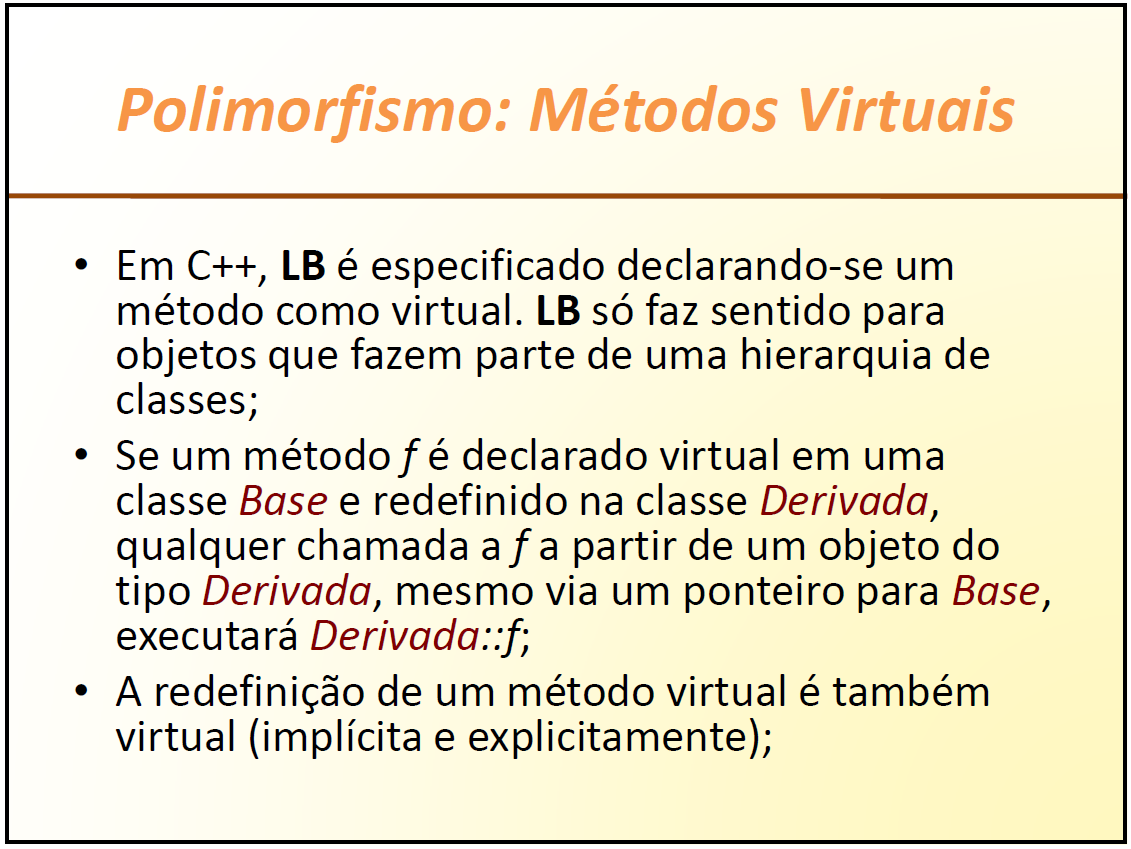 Polimorfismo: Métodos Virtuais
• Em C++, LB é especificado declarando-se um
método como virtual. LB só faz sentido para
objetos que fazem parte de uma hierarquia de
classes;
• Se um método f é declarado virtual em uma
classe Base e redefinido na classe Derivada,
qualquer chamada a f a partir de um objeto do
tipo Derivada, mesmo via um ponteiro para Base,
executará Derivada::f;
• A redefinição de um método virtual é também
virtual (implícita e explicitamente);